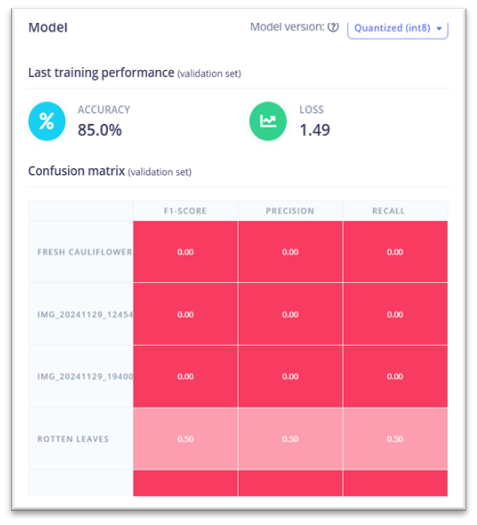 Model Model version: Quantized (int8)
Last training performance (validation set)
% ACCURACY LOSS
85.0% 1.49
Confusion matrix (validation set)
F1-SCORE PRECISION RECALL
FRESH CAULIFLOWER 0.00 0.00 0.00
IMG_20241129_12454 0.00 0.00 0.00
IMG_20241129_19400 0.00 0.00 0.00
ROTTEN LEAVES 0.50 0.50 0.50